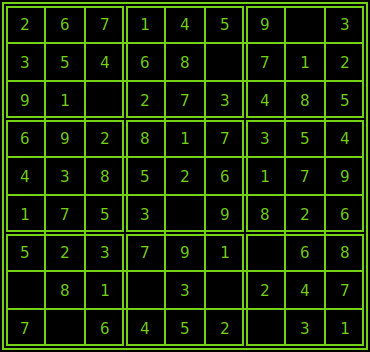 2 6 7 1 4 5 9 3
3 5 4 6 8 7 1 2
9 1 2 7 3 4 8 5
6 9 2 8 1 7 3 5 4
4 3 8 5 2 6 1 7 9
1 7 5 3 9 8 2 6
5 2 3 7 9 1 6 8
8 1 3 2 4 7
7 6 4 5 2 3 1